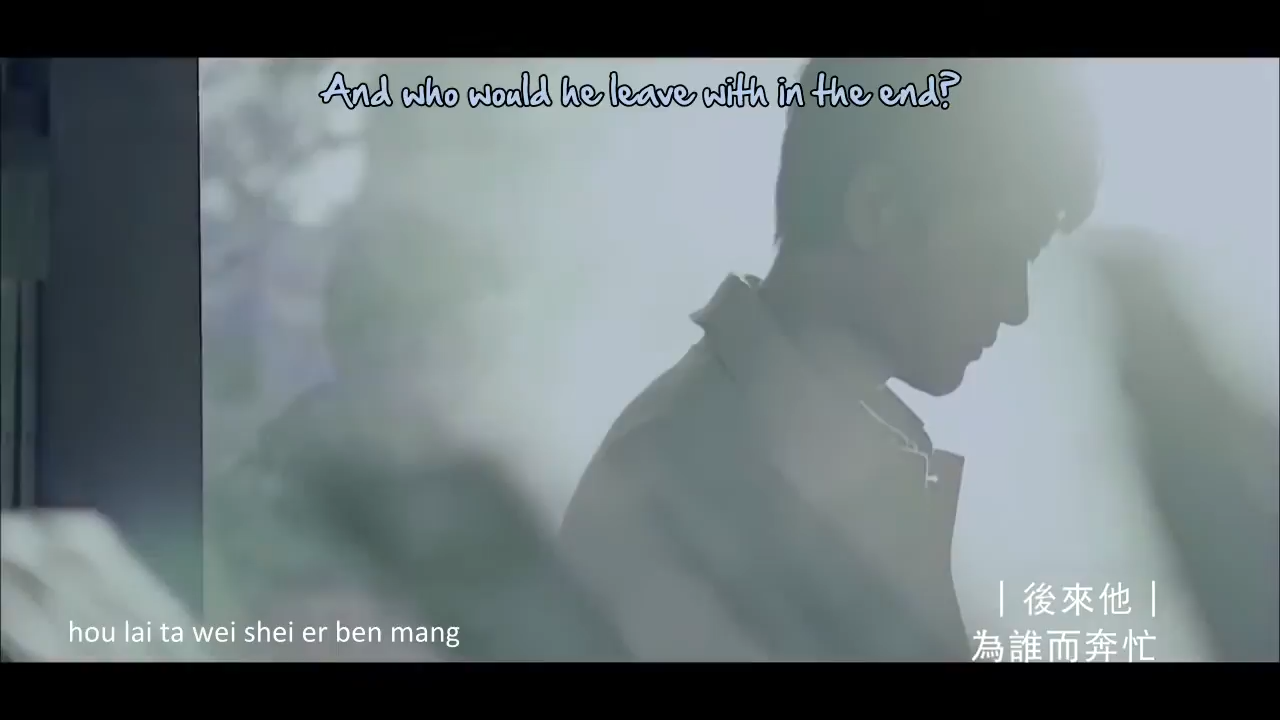 And who would he leave with in the end?
hou lai ta wei shei er ben mang
｜後來他｜
為誰而奔忙